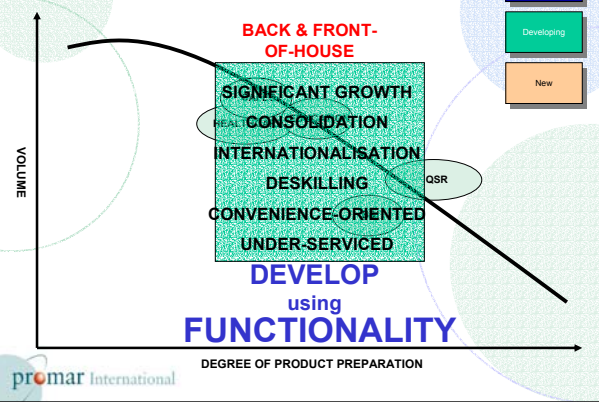 BACK & FRONT-
OF-HOUSE
Developing
New
SIGNIFICANT GROWTH
CONSOLIDATION
INTERNATIONALISATION
DESKILLING
QSR
CONVENIENCE-ORIENTED
UNDER-SERVICED
DEVELOP
using
FUNCTIONALITY
VOLUME
DEGREE OF PRODUCT PREPARATION
promar International